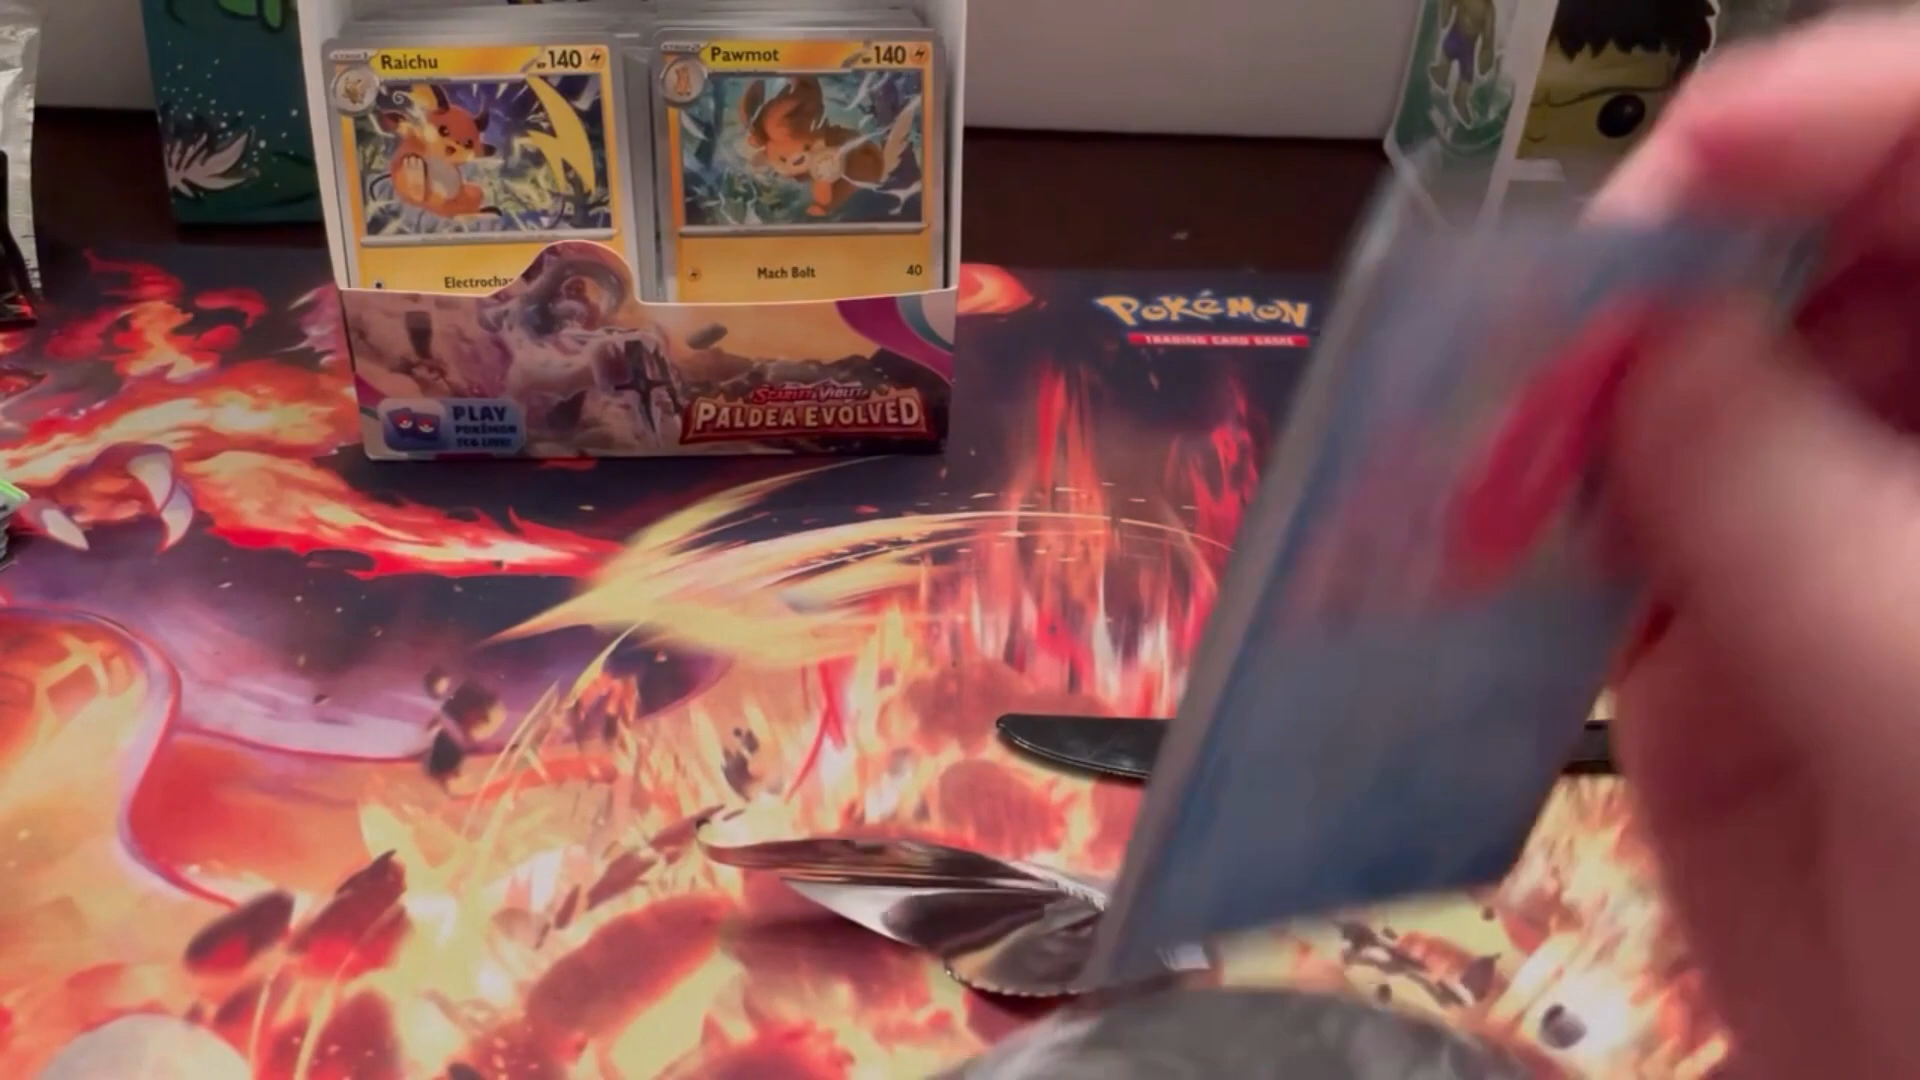 Raichu
140
Pawmot
140
Electrochar
Mach Bolt
40
POKéMON
TRADING CARD GAME
SCARLET & VIOLET
PALDEA EVOLVED
PLAY
POKéMON
TCG LIVE!